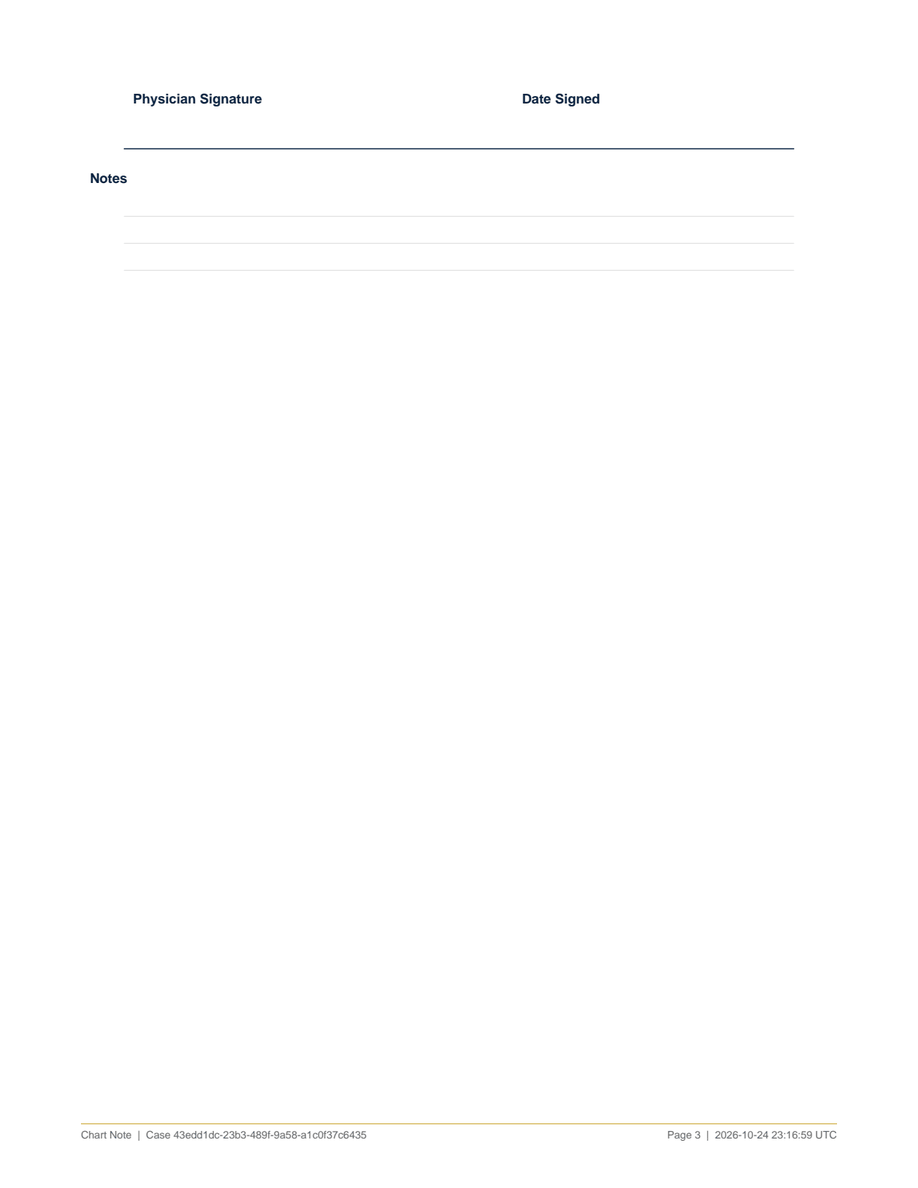 Physician Signature Date Signed
Notes
Chart Note | Case 43edd1dc-23b3-489f-9a58-a1c0f37c6435 Page 3 | 2026-10-24 23:16:59 UTC